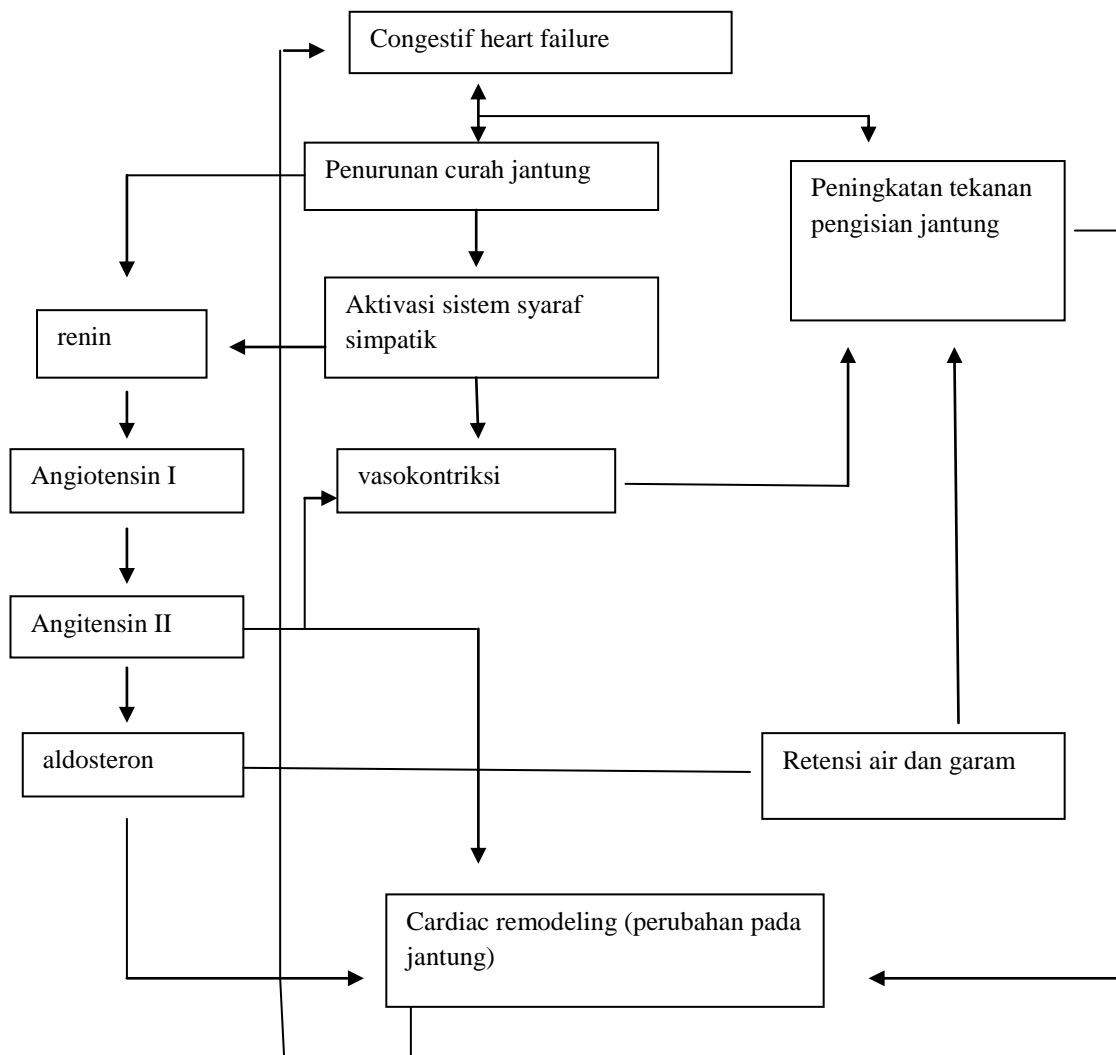 Congestif heart failure
Penurunan curah jantung
Peningkatan tekanan
pengisian jantung
Aktivasi sistem syaraf
simpatik
renin
Angiotensin I
vasokontriksi
Angitensin II
aldosteron
Retensi air dan garam
Cardiac remodeling (perubahan pada
jantung)